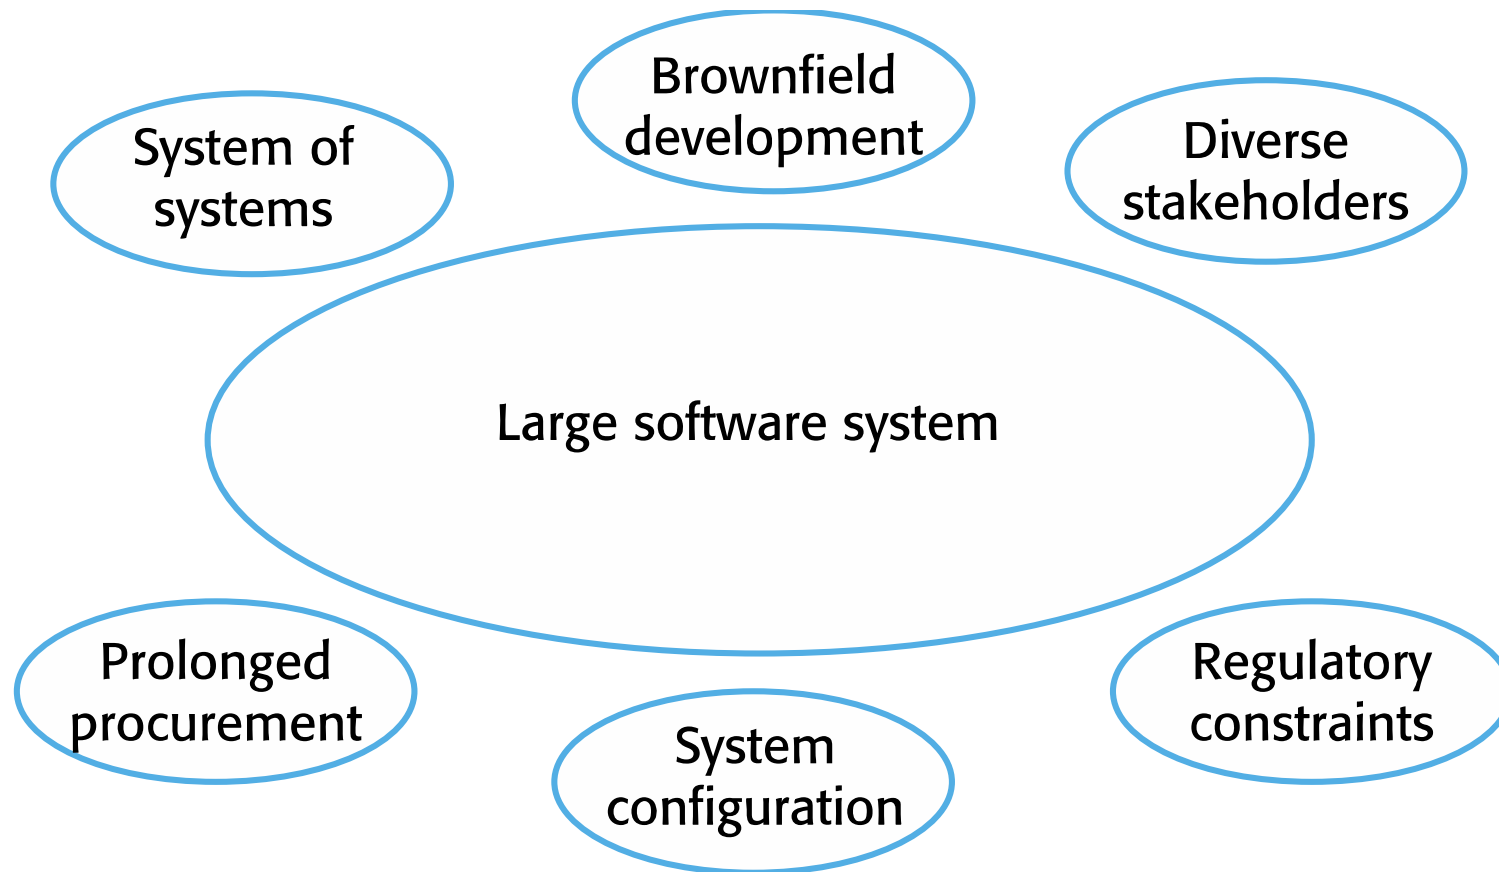 Brownfield
development
System of
systems
Diverse
stakeholders
Large software system
Prolonged
procurement
System
configuration
Regulatory
constraints